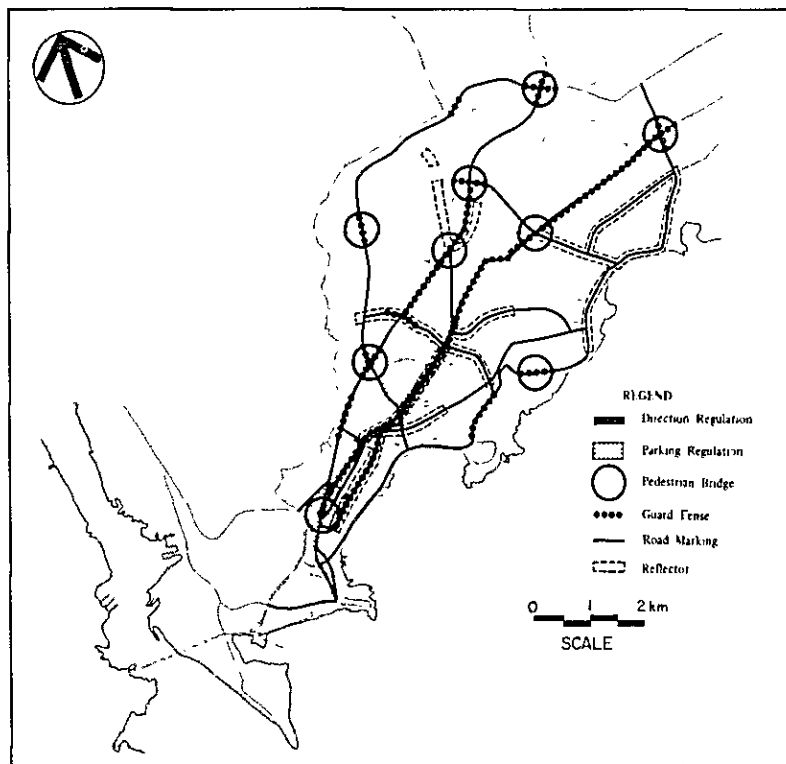 REGEND
Direction Regulation
Parking Regulation
Pedestrian Bridge
Guard Fense
Road Marking
Reflector
0 1 2 km
SCALE